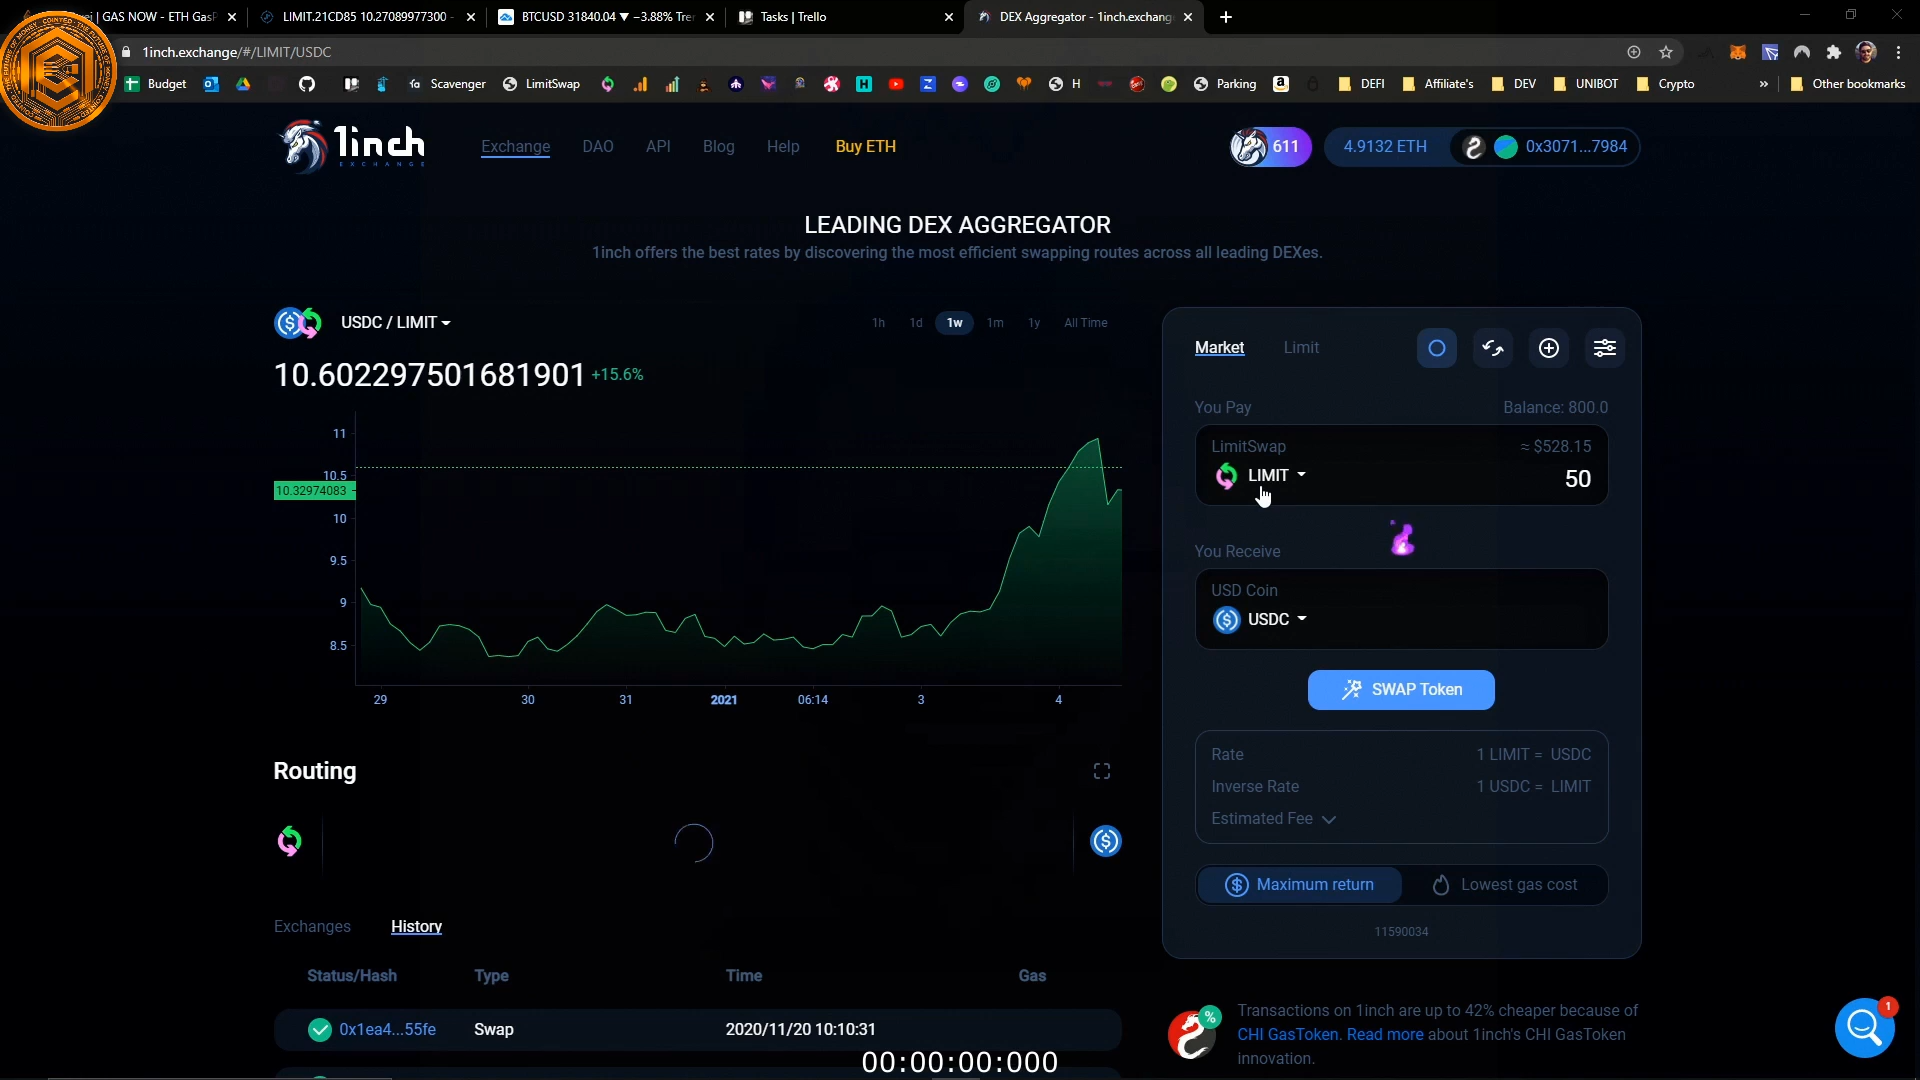 ei | GAS NOW - ETH GasP
LIMIT.21CD85 10.27089977300 -
BTCUSD 31840.04 ▼ −3.88% Tre
Tasks | Trello
DEX Aggregator - 1inch.exchang
1inch.exchange/#/LIMIT/USDC
Budget
Scavenger
LimitSwap
H
Parking
DEFI
Affiliate's
DEV
UNIBOT
Crypto
»
Other bookmarks
1inch
EXCHANGE
Exchange
DAO
API
Blog
Help
Buy ETH
611
4.9132 ETH
0x3071...7984
LEADING DEX AGGREGATOR
1inch offers the best rates by discovering the most efficient swapping routes across all leading DEXes.
USDC / LIMIT
1h
1d
1w
1m
1y
All Time
10.602297501681901 +15.6%
11
10.5
10.32974083
10
9.5
9
8.5
29
30
31
2021
06:14
3
4
Market
Limit
You Pay
Balance: 800.0
LimitSwap
≈ $528.15
LIMIT
50
You Receive
USD Coin
USDC
SWAP Token
Rate
1 LIMIT = USDC
Inverse Rate
1 USDC = LIMIT
Estimated Fee
Maximum return
Lowest gas cost
11590034
Routing
Exchanges
History
Status/Hash
Type
Time
Gas
0x1ea4...55fe
Swap
2020/11/20 10:10:31
Transactions on 1inch are up to 42% cheaper because of
CHI GasToken. Read more about 1inch's CHI GasToken
innovation.
1
00:00:00:000